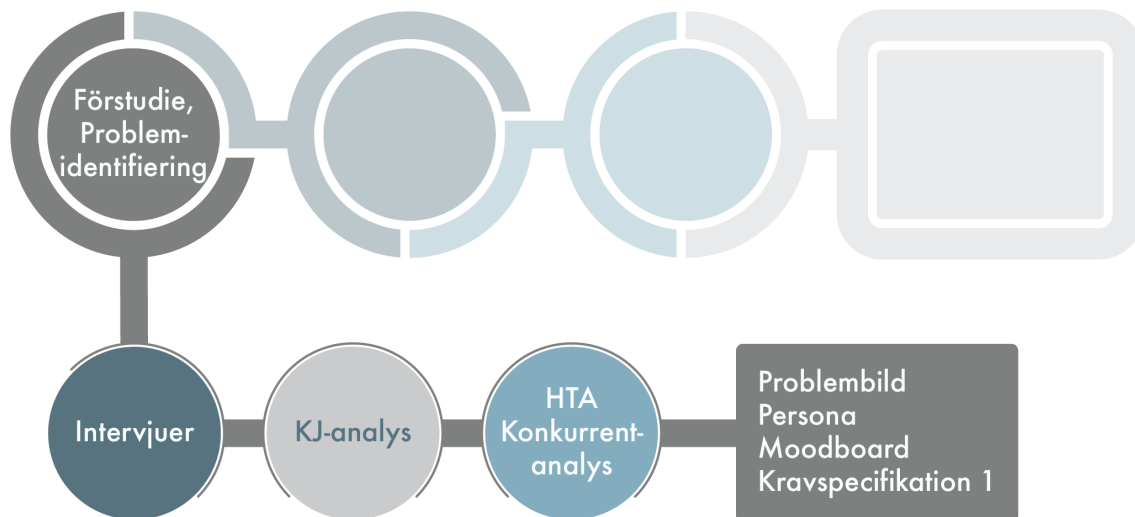 Förstudie,
Problem-
identifiering
Intervjuer
KJ-analys
HTA
Konkurrent-
analys
Problembild
Persona
Moodboard
Kravspecifikation 1